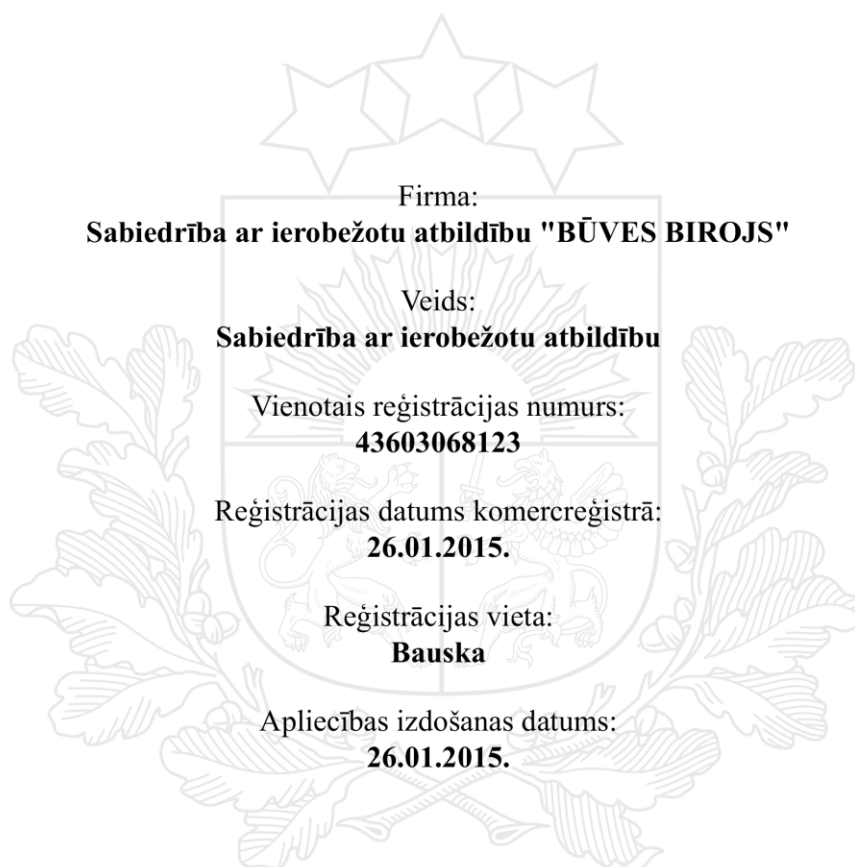 Firma:
Sabiedrība ar ierobežotu atbildību "BŪVES BIROJS"
Veids:
Sabiedrība ar ierobežotu atbildību
Vienotais reģistrācijas numurs:
43603068123
Reģistrācijas datums komercreģistrā:
26.01.2015.
Reģistrācijas vieta:
Bauska
Apliecības izdošanas datums:
26.01.2015.